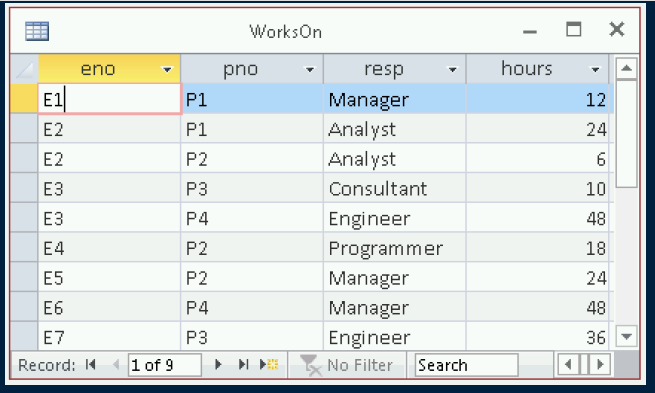 WorksOn
eno pno resp hours
E1 P1 Manager 12
E2 P1 Analyst 24
E2 P2 Analyst 6
E3 P3 Consultant 10
E3 P4 Engineer 48
E4 P2 Programmer 18
E5 P2 Manager 24
E6 P4 Manager 48
E7 P3 Engineer 36
Record: 1 of 9 No Filter Search